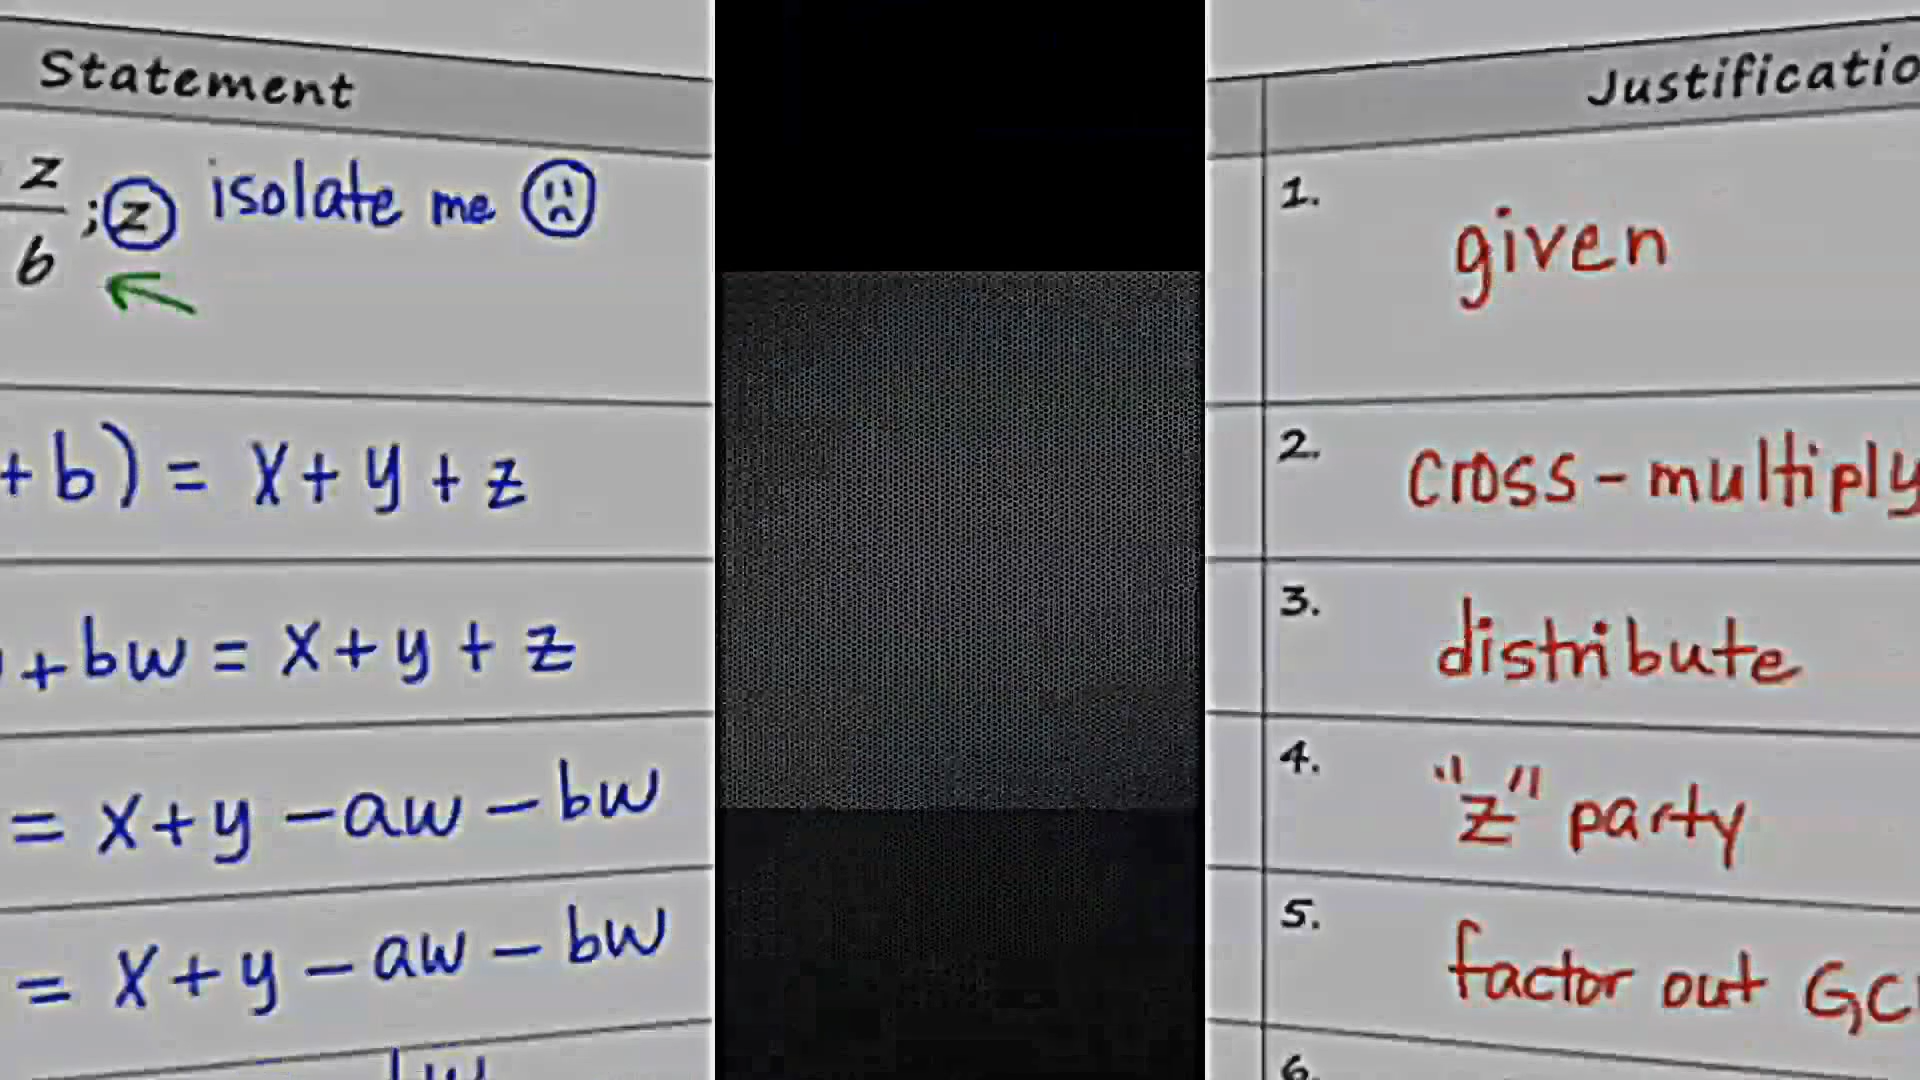 Statement
z
b
;z isolate me
+b) = x+y+z
+bw = x+y+z
= x+y-aw-bw
= x+y-aw-bw
Justificatio
1. given
2. cross-multiply
3. distribute
4. "z" party
5. factor out GC
6.